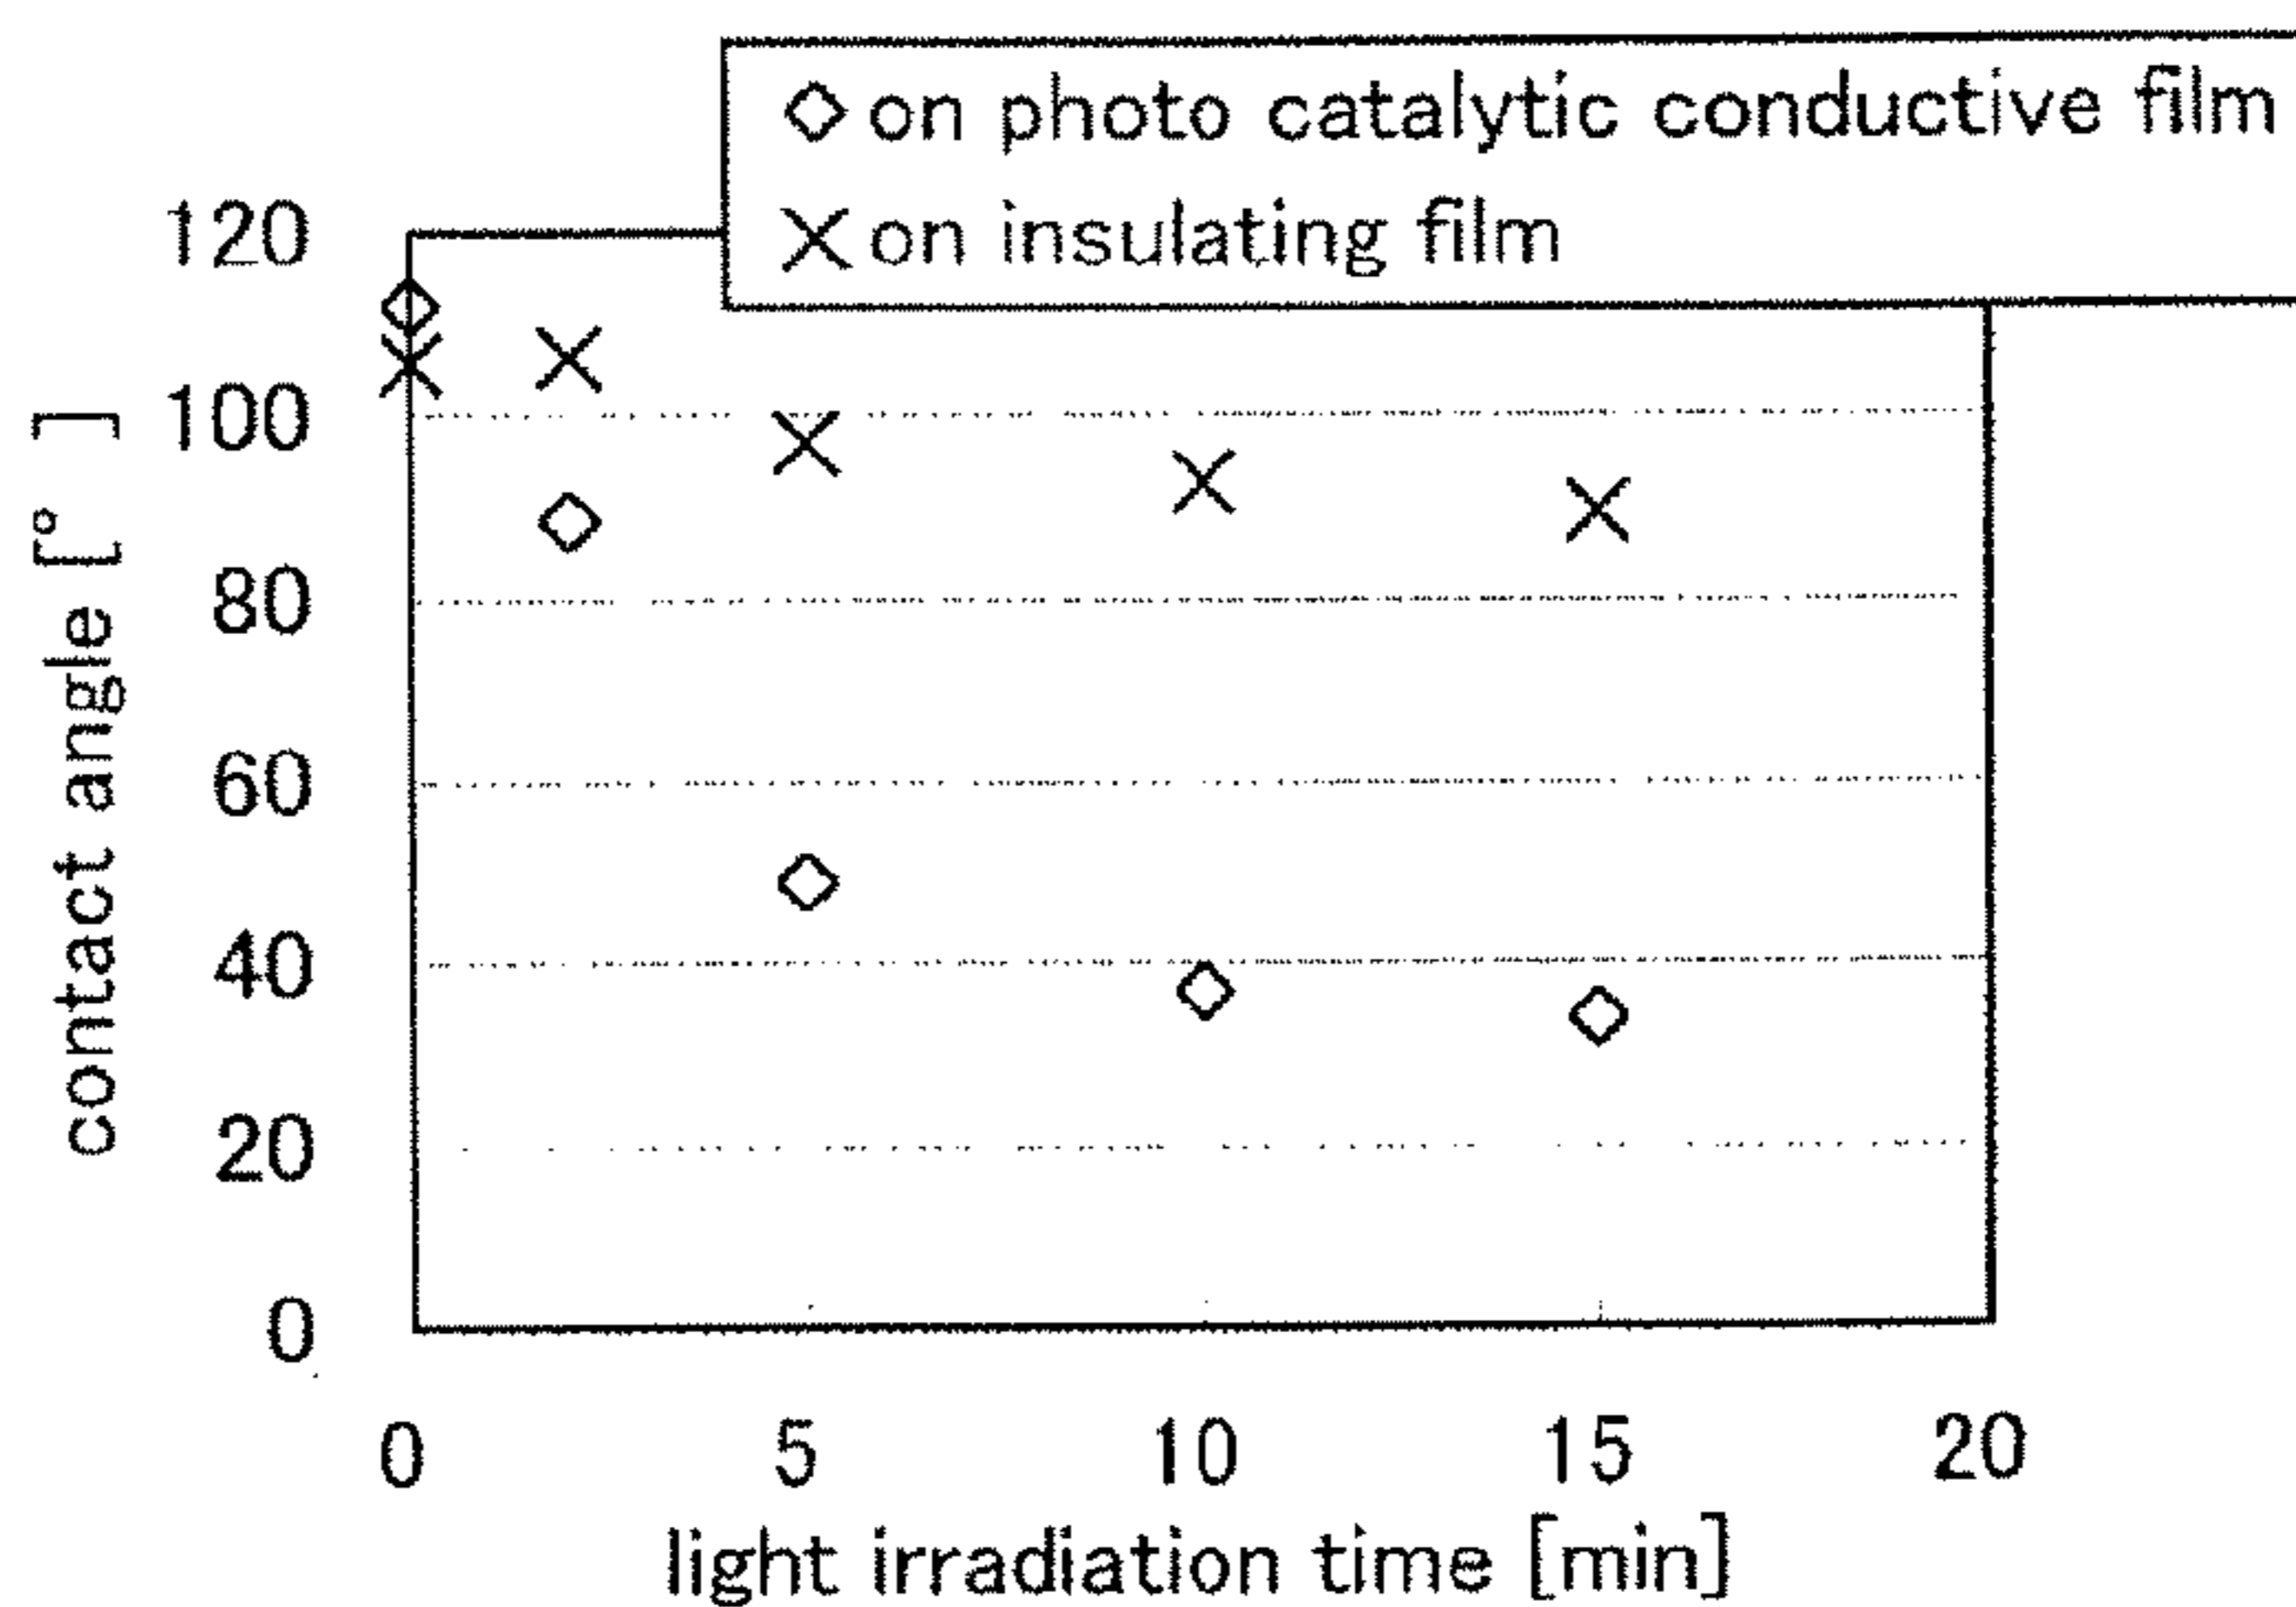 ◇ on photo catalytic conductive film
× on insulating film
120
100
80
60
40
20
0
contact angle [° ]
0 5 10 15 20
light irradiation time [min]